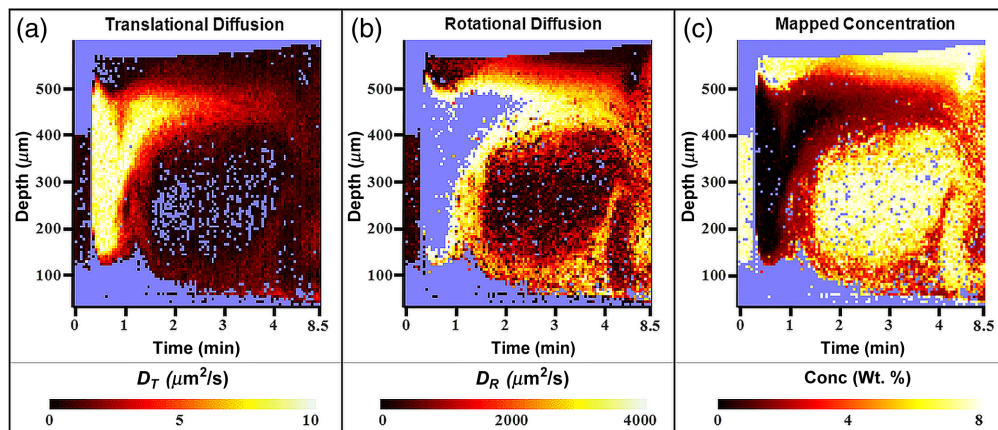 (a) Translational Diffusion
Depth (μm)
500
400
300
200
100
0 1 2 3 4 8.5
Time (min)
D_T (μm²/s)
0 5 10
(b) Rotational Diffusion
Depth (μm)
500
400
300
200
100
0 1 2 3 4 8.5
Time (min)
D_R (μm²/s)
0 2000 4000
(c) Mapped Concentration
Depth (μm)
500
400
300
200
100
0 1 2 3 4 8.5
Time (min)
Conc (Wt. %)
0 4 8